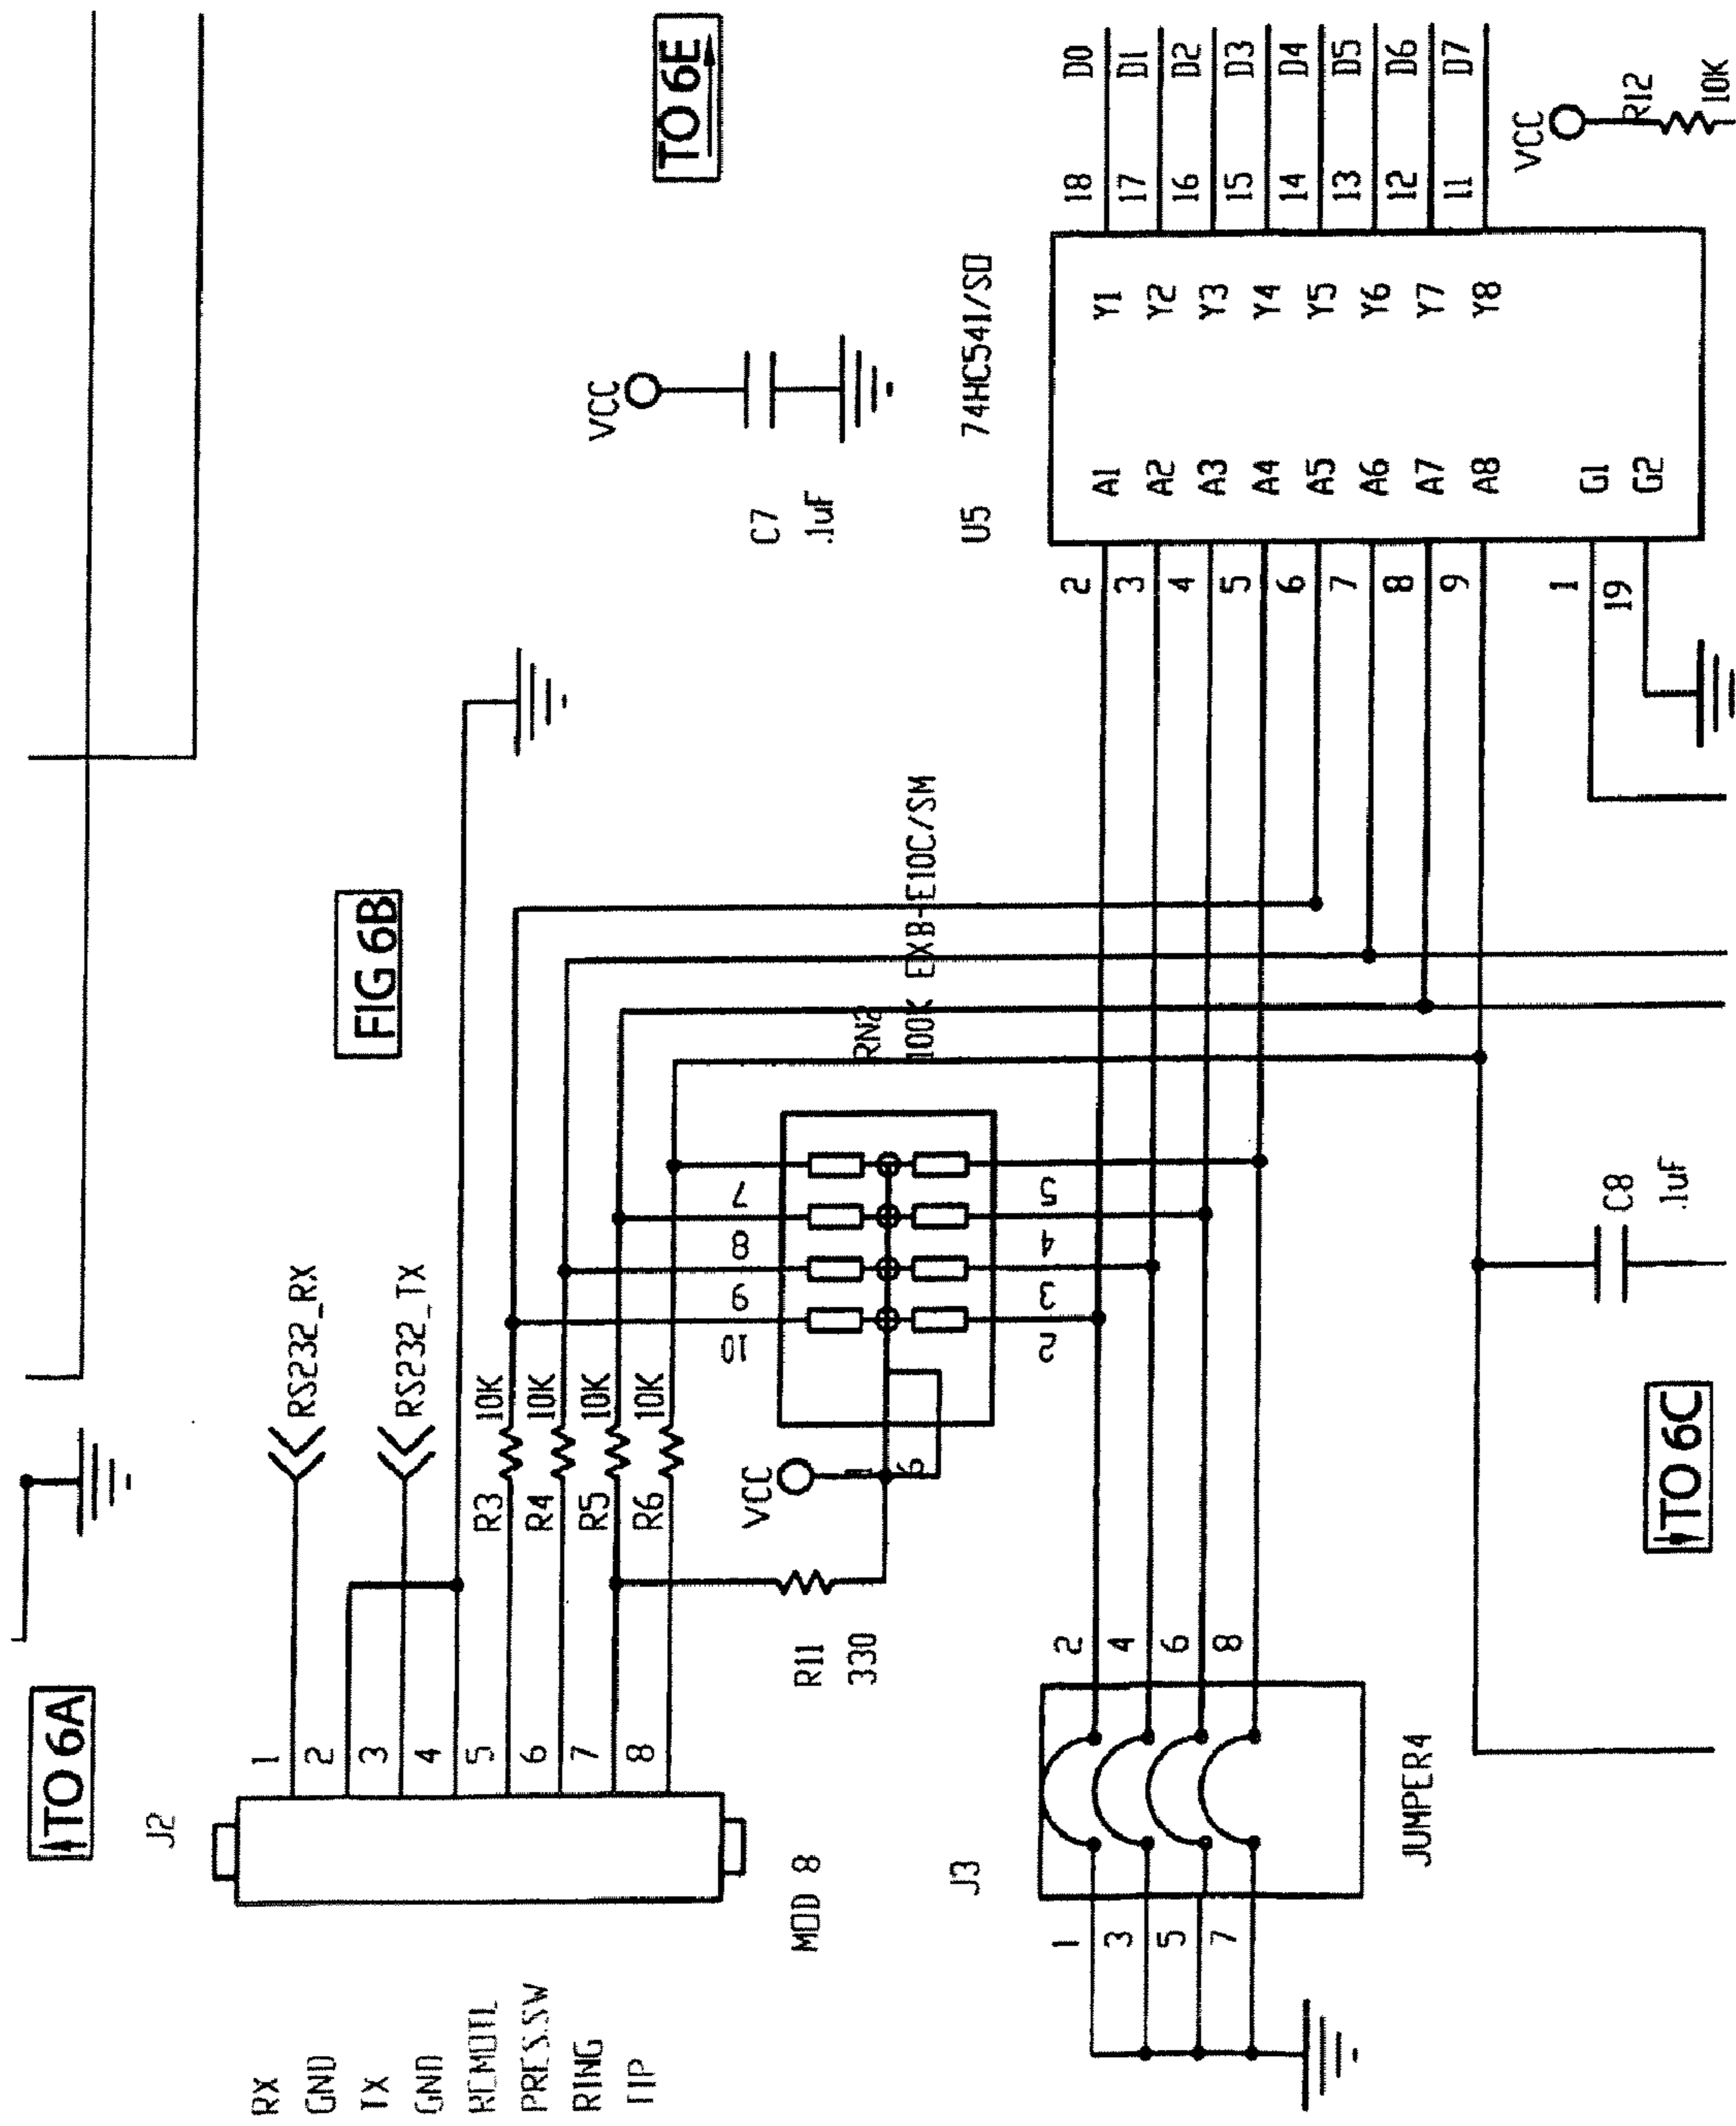 TO 6A
FIG 6B
TO 6E
J2
RX
GND
TX
GND
REMOTE
PRES.SW
RING
TIP
1
2
3
4
5
6
7
8
MOD 8
RS232_RX
RS232_TX
R3 10K
R4 10K
R5 10K
R6 10K
VCC
1
6
R11
330
10
9
8
7
2
3
4
5
RN2
100K EXB-E10C/SM
VCC
C7
.1uF
J3
1
3
5
7
2
4
6
8
JUMPER4
U5 74HC541/SO
2 A1 Y1 18 D0
3 A2 Y2 17 D1
4 A3 Y3 16 D2
5 A4 Y4 15 D3
6 A5 Y5 14 D4
7 A6 Y6 13 D5
8 A7 Y7 12 D6
9 A8 Y8 11 D7
1 G1
19 G2
VCC
R12
10K
C8
.1uF
TO 6C